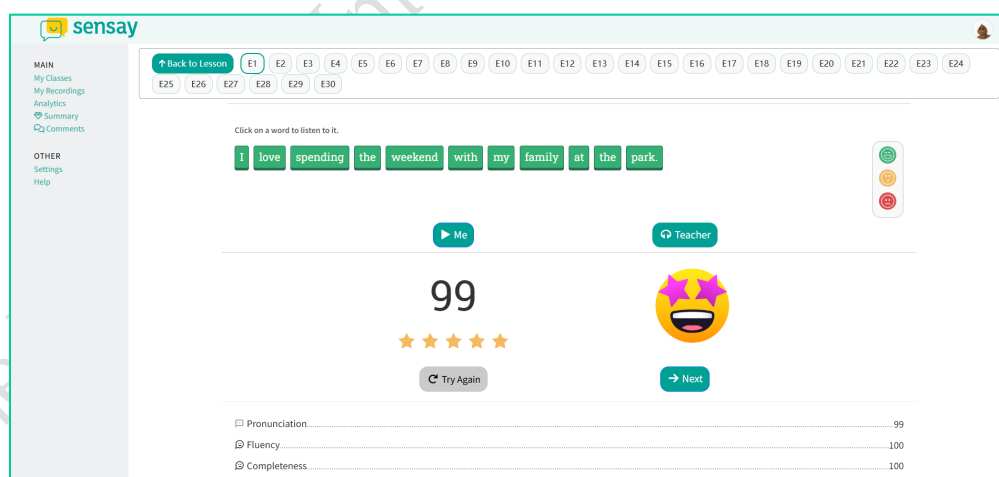 sensay
MAIN
My Classes
My Recordings
Analytics
Summary
Comments
OTHER
Settings
Help
Back to Lesson E1 E2 E3 E4 E5 E6 E7 E8 E9 E10 E11 E12 E13 E14 E15 E16 E17 E18 E19 E20 E21 E22 E23 E24
E25 E26 E27 E28 E29 E30
Click on a word to listen to it.
I love spending the weekend with my family at the park.
Me Teacher
99
Try Again Next
Pronunciation 99
Fluency 100
Completeness 100